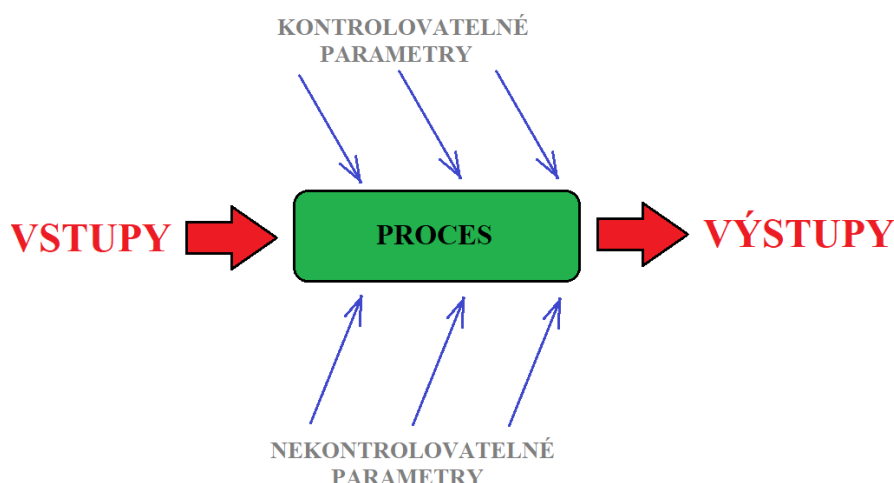 KONTROLOVATELNÉ
PARAMETRY
VSTUPY
PROCES
VÝSTUPY
NEKONTROLOVATELNÉ
PARAMETRY